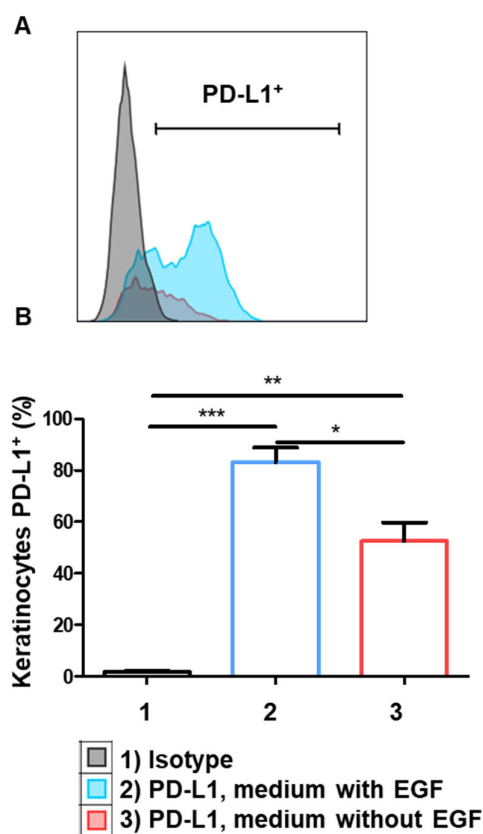 A
PD-L1⁺
B
**
***
*
Keratinocytes PD-L1⁺ (%)
100
80
60
40
20
0
1
2
3
1) Isotype
2) PD-L1, medium with EGF
3) PD-L1, medium without EGF